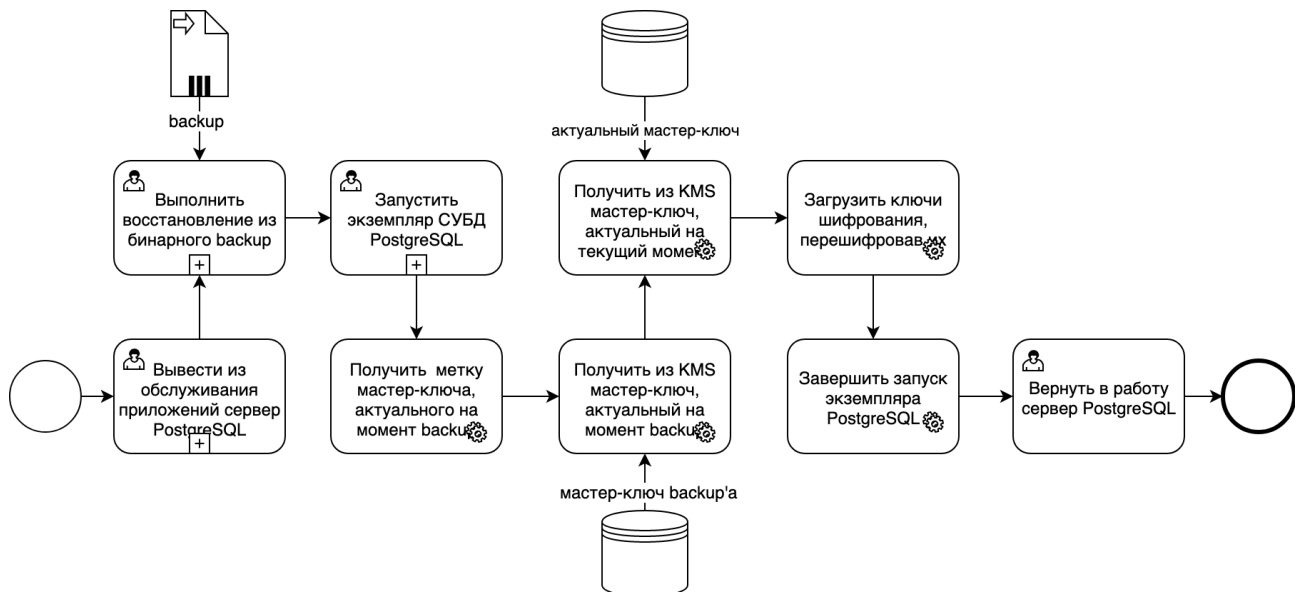 backup
актуальный мастер-ключ
Выполнить
восстановление из
бинарного backup
+
Запустить
экземпляр СУБД
PostgreSQL
+
Получить из KMS
мастер-ключ,
актуальный на
текущий момент
Загрузить ключи
шифрования,
перешифровав их
Вывести из
обслуживания
приложений сервер
PostgreSQL
+
Получить метку
мастер-ключа,
актуального на
момент backup
Получить из KMS
мастер-ключ,
актуальный на
момент backup
Завершить запуск
экземпляра
PostgreSQL
Вернуть в работу
сервер PostgreSQL
мастер-ключ backup'а